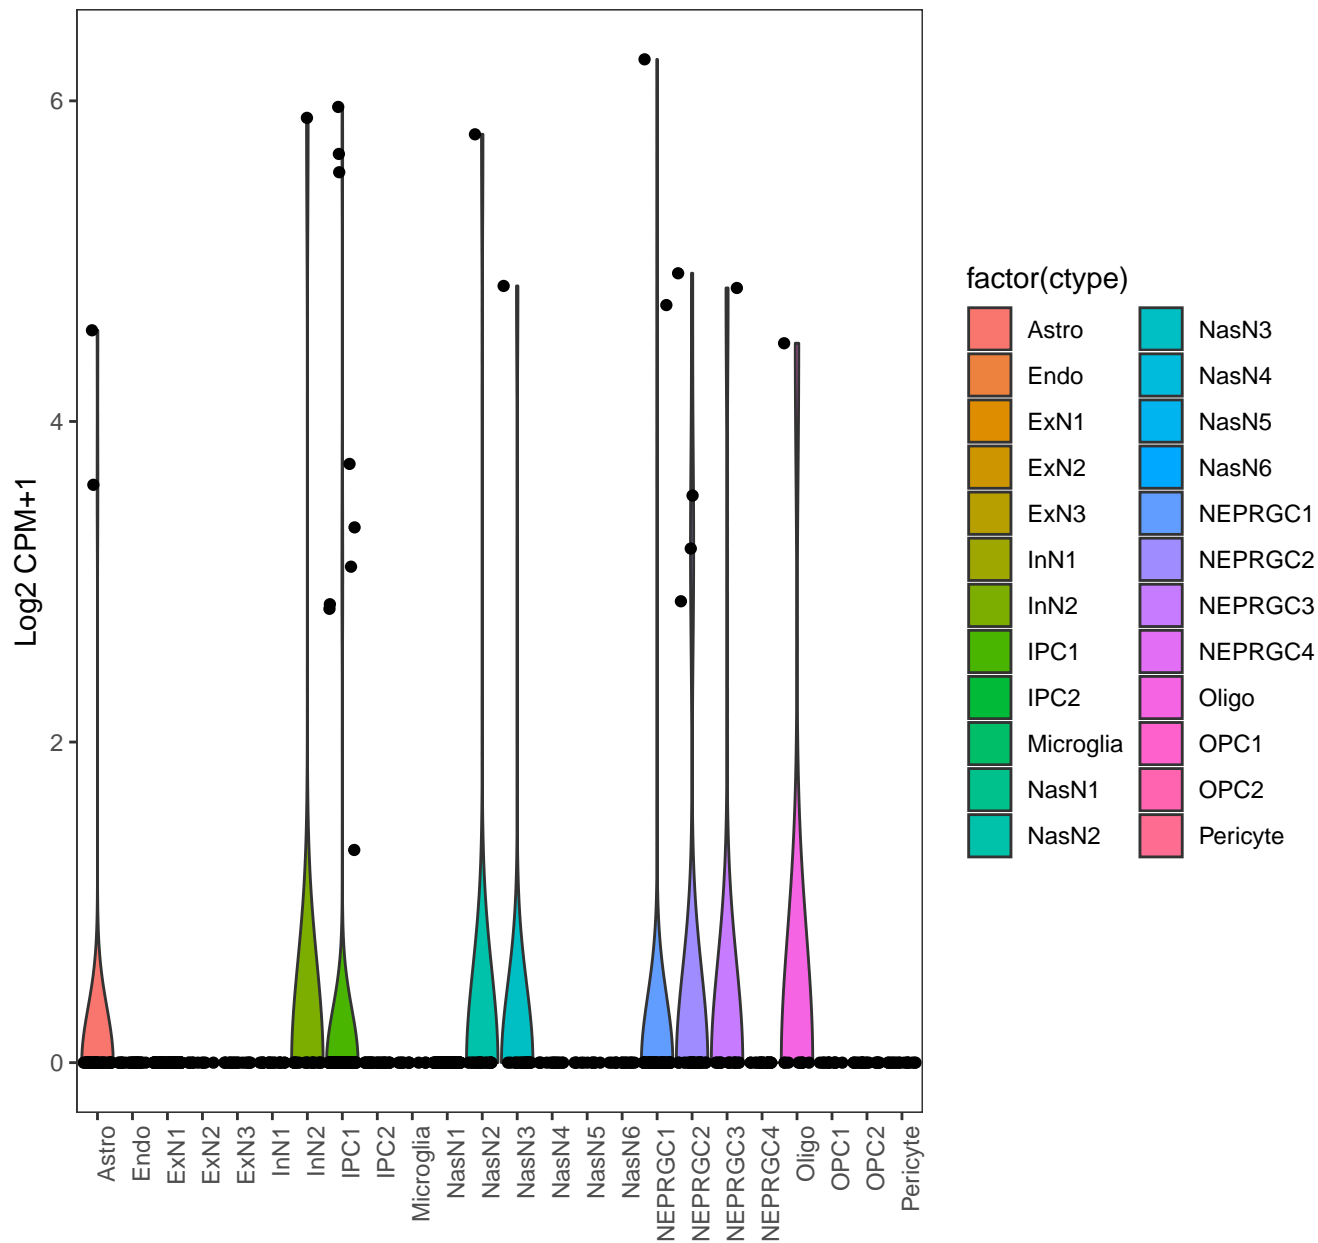 6
4
2
0
Log2 CPM+1
Astro
Endo
ExN1
ExN2
ExN3
InN1
InN2
IPC1
IPC2
Microglia
NasN1
NasN2
NasN3
NasN4
NasN5
NasN6
NEPRGC1
NEPRGC2
NEPRGC3
NEPRGC4
Oligo
OPC1
OPC2
Pericyte
factor(ctype)
Astro
Endo
ExN1
ExN2
ExN3
InN1
InN2
IPC1
IPC2
Microglia
NasN1
NasN2
NasN3
NasN4
NasN5
NasN6
NEPRGC1
NEPRGC2
NEPRGC3
NEPRGC4
Oligo
OPC1
OPC2
Pericyte